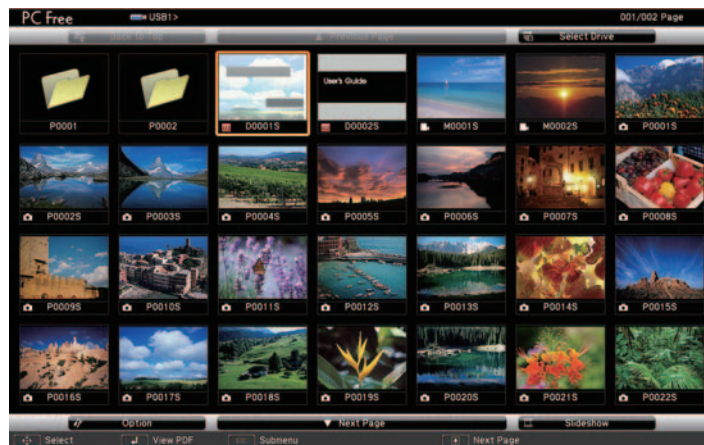 PC Free USB1> 001/002 Page
Back to Top ▲ Previous Page Select Drive
User's Guide
P0001 P0002 D0001S D0002S M0001S M0002S P0001S
P0002S P0003S P0004S P0005S P0006S P0007S P0008S
P0009S P0010S P0011S P0012S P0013S P0014S P0015S
P0016S P0017S P0018S P0019S P0020S P0021S P0022S
Option ▼ Next Page Slideshow
Select View PDF ESC Submenu Next Page